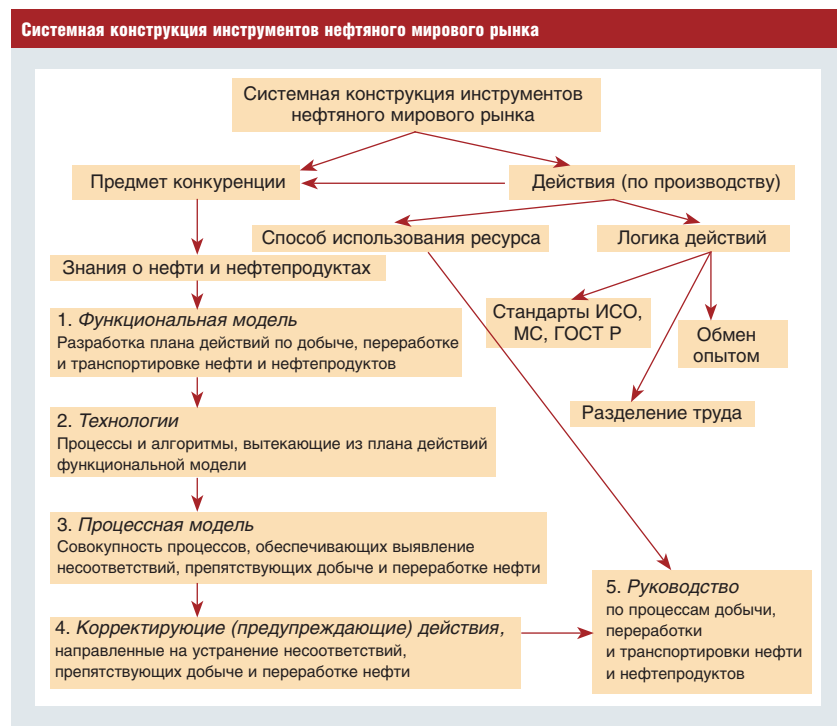 Системная конструкция инструментов нефтяного мирового рынка
Системная конструкция инструментов
нефтяного мирового рынка
Предмет конкуренции
Действия (по производству)
Способ использования ресурса
Логика действий
Знания о нефти и нефтепродуктах
Стандарты ИСО,
МС, ГОСТ Р
Обмен
опытом
Разделение труда
1. Функциональная модель
Разработка плана действий по добыче, переработке
и транспортировке нефти и нефтепродуктов
2. Технологии
Процессы и алгоритмы, вытекающие из плана действий
функциональной модели
3. Процессная модель
Совокупность процессов, обеспечивающих выявление
несоответствий, препятствующих добыче и переработке нефти
4. Корректирующие (предупреждающие) действия,
направленные на устранение несоответствий,
препятствующих добыче и переработке нефти
5. Руководство
по процессам добычи,
переработки
и транспортировки нефти
и нефтепродуктов